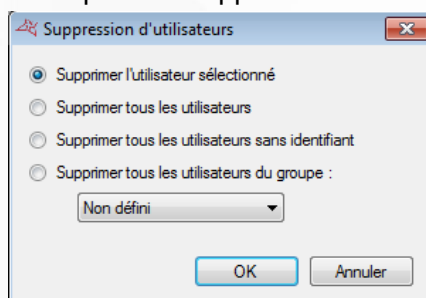 Suppression d'utilisateurs
Supprimer l'utilisateur sélectionné
Supprimer tous les utilisateurs
Supprimer tous les utilisateurs sans identifiant
Supprimer tous les utilisateurs du groupe :
Non défini
OK Annuler